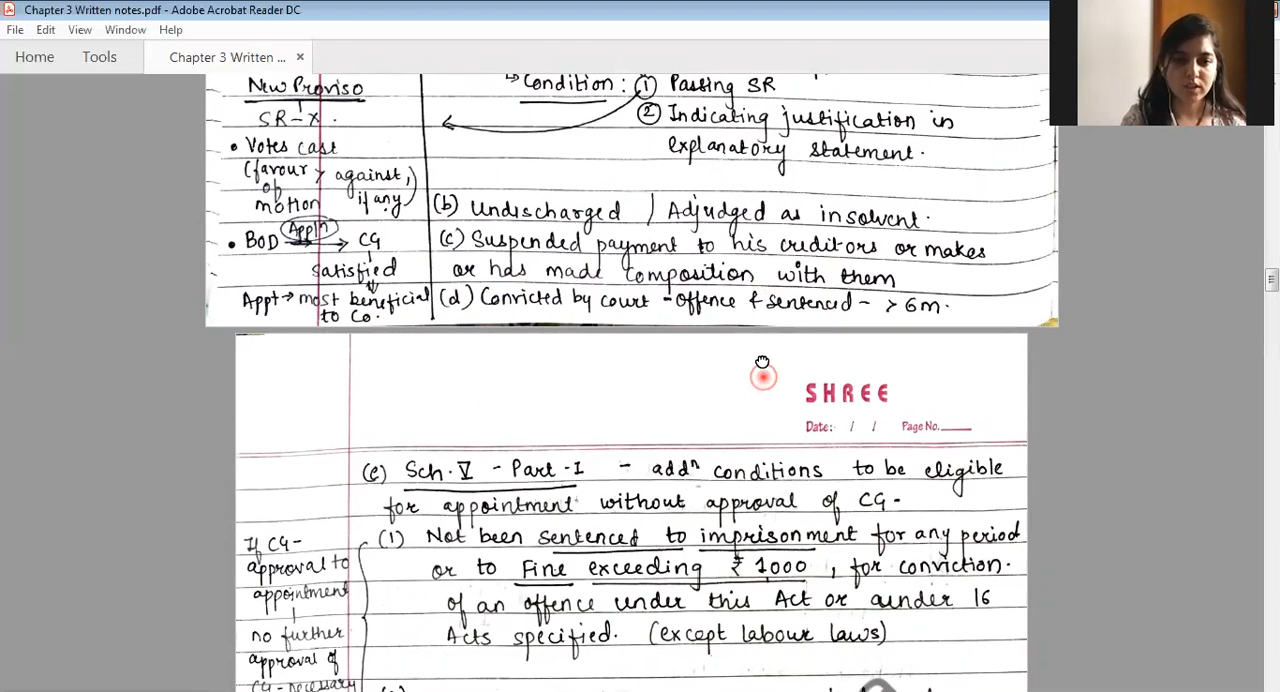 Chapter 3 Written notes.pdf - Adobe Acrobat Reader DC
File Edit View Window Help
Home Tools Chapter 3 Written ... ×
New Proviso
SR-X.
• Votes cast
(favour > against,
of if any)
motion
• BOD Appln → CG
satisfied
Appt → most beneficial
to Co.
→ Condition : ① Passing SR
② Indicating justification in
explanatory statement.
(b) Undischarged / Adjudged as insolvent.
(c) Suspended payment to his creditors or makes
or has made composition with them
(d) Convicted by court - offence & sentenced - > 6m.
SHREE
Date: / / Page No.
(e) Sch. V - Part - I - addn conditions to be eligible
for appointment without approval of CG -
(1) Not been sentenced to imprisonment for any period
or to Fine exceeding ₹ 1000, for conviction.
of an offence under this Act or aunder 16
Acts specified. (except labour laws)
If CG-
approval to
appointment
no further
approval of
CG-necessary